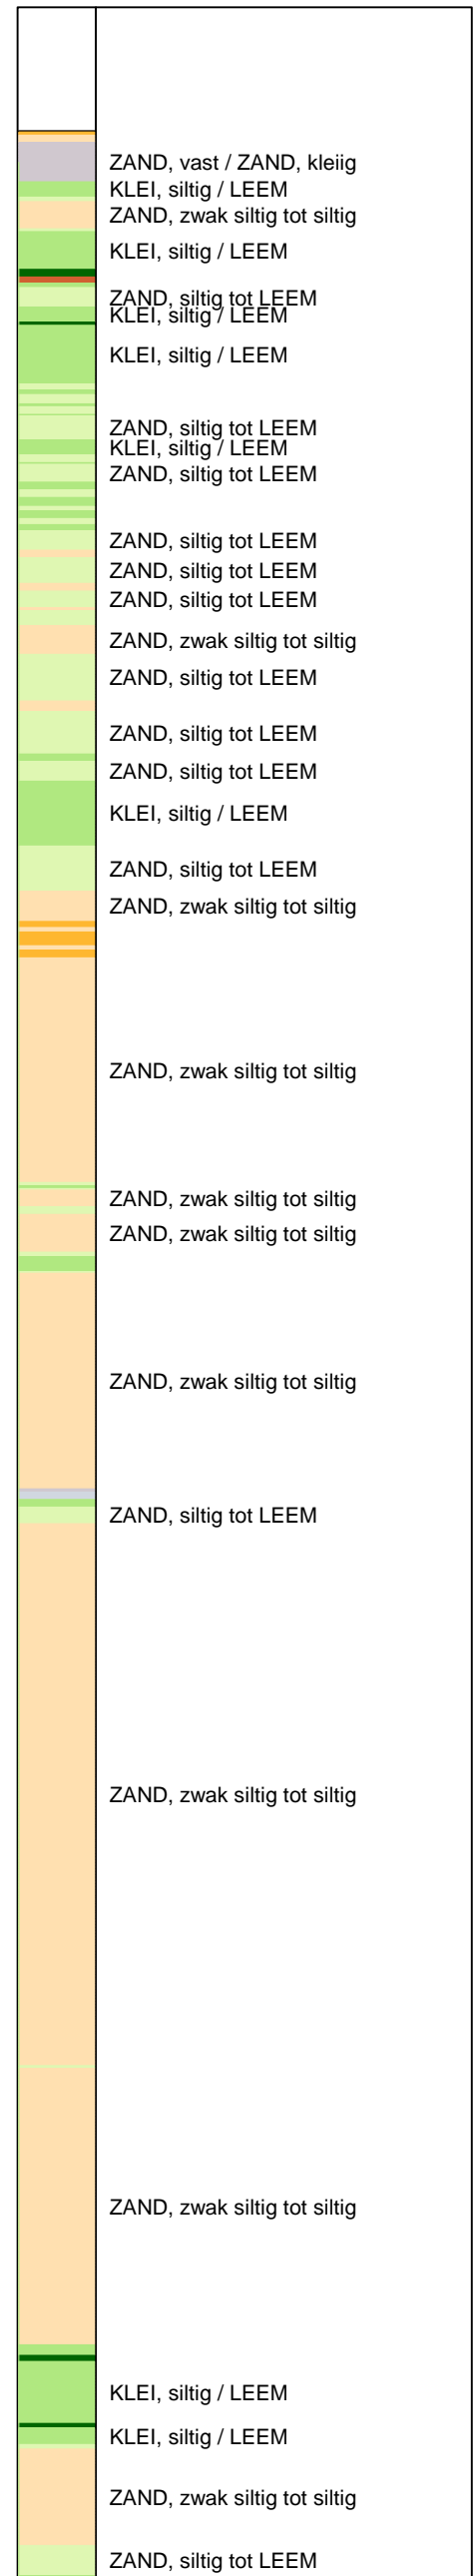 ZAND, vast / ZAND, kleiig
KLEI, siltig / LEEM
ZAND, zwak siltig tot siltig
KLEI, siltig / LEEM
ZAND, siltig tot LEEM
KLEI, siltig / LEEM
KLEI, siltig / LEEM
ZAND, siltig tot LEEM
KLEI, siltig / LEEM
ZAND, siltig tot LEEM
ZAND, siltig tot LEEM
ZAND, siltig tot LEEM
ZAND, siltig tot LEEM
ZAND, zwak siltig tot siltig
ZAND, siltig tot LEEM
ZAND, siltig tot LEEM
ZAND, siltig tot LEEM
KLEI, siltig / LEEM
ZAND, siltig tot LEEM
ZAND, zwak siltig tot siltig
ZAND, zwak siltig tot siltig
ZAND, zwak siltig tot siltig
ZAND, zwak siltig tot siltig
ZAND, zwak siltig tot siltig
ZAND, siltig tot LEEM
ZAND, zwak siltig tot siltig
ZAND, zwak siltig tot siltig
KLEI, siltig / LEEM
KLEI, siltig / LEEM
ZAND, zwak siltig tot siltig
ZAND, siltig tot LEEM